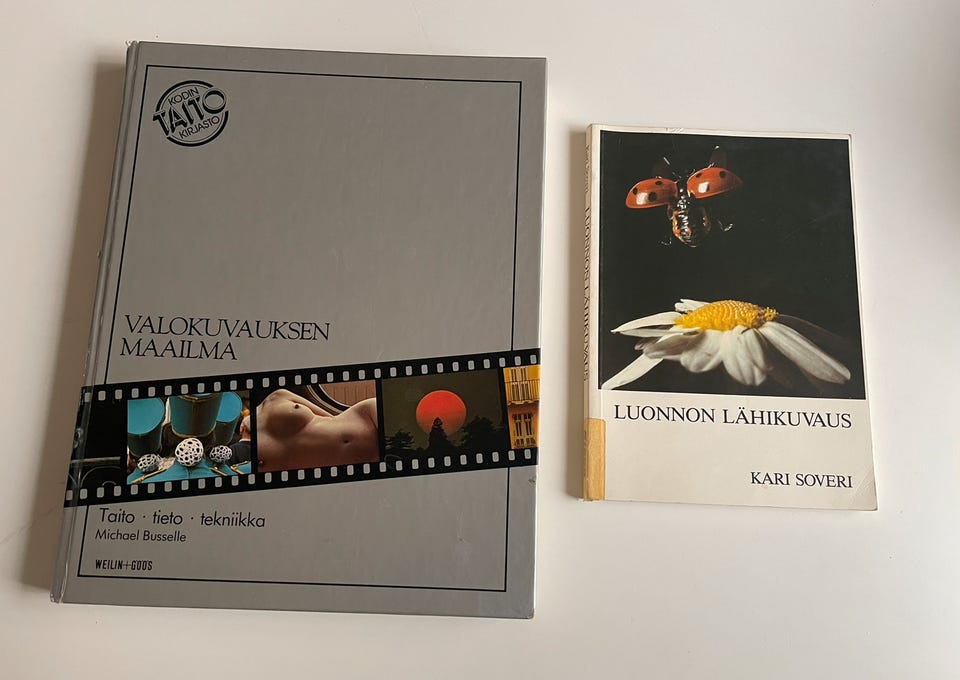 KODIN
TAITO
KIRJASTO
VALOKUVAUKSEN
MAAILMA
Taito · tieto · tekniikka
Michael Busselle
WEILIN+GÖÖS
LUONNON LÄHIKUVAUS
LUONNON LÄHIKUVAUS
KARI SOVERI